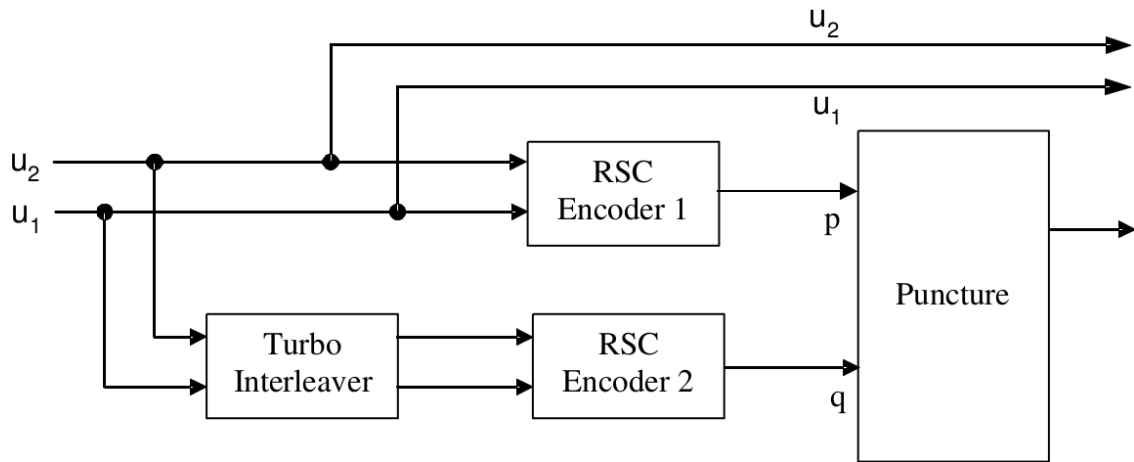 u2
u1
u2
u1
RSC
Encoder 1
p
Puncture
Turbo
Interleaver
RSC
Encoder 2
q